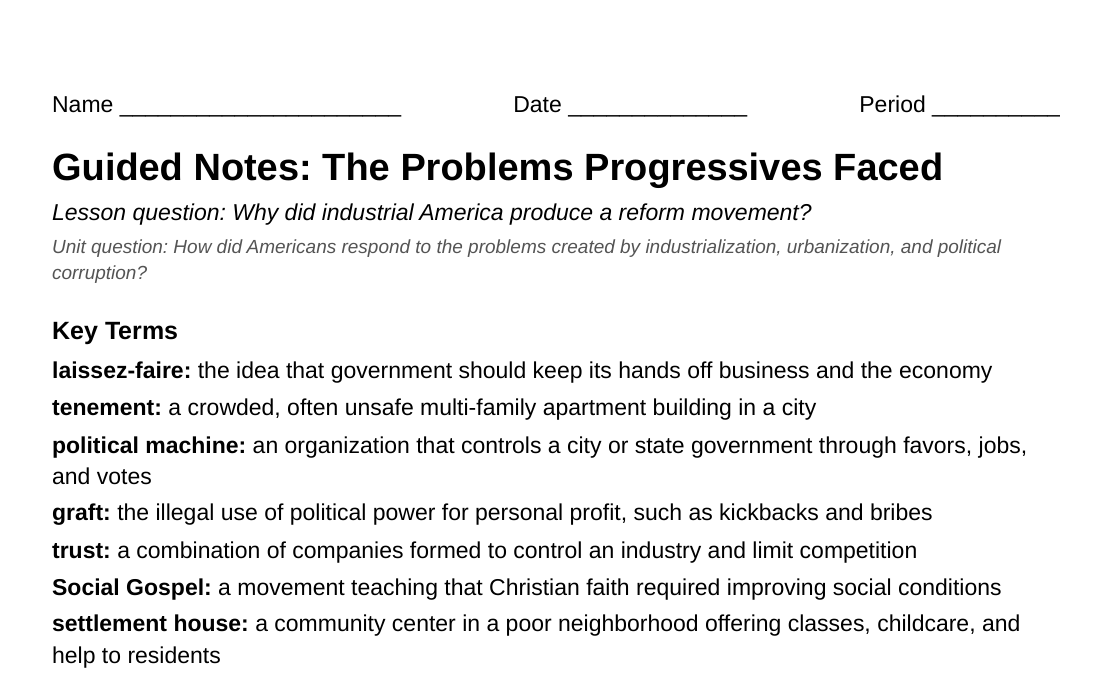 Name ______________________ Date ______________ Period __________
Guided Notes: The Problems Progressives Faced
Lesson question: Why did industrial America produce a reform movement?
Unit question: How did Americans respond to the problems created by industrialization, urbanization, and political
corruption?
Key Terms
laissez-faire: the idea that government should keep its hands off business and the economy
tenement: a crowded, often unsafe multi-family apartment building in a city
political machine: an organization that controls a city or state government through favors, jobs,
and votes
graft: the illegal use of political power for personal profit, such as kickbacks and bribes
trust: a combination of companies formed to control an industry and limit competition
Social Gospel: a movement teaching that Christian faith required improving social conditions
settlement house: a community center in a poor neighborhood offering classes, childcare, and
help to residents